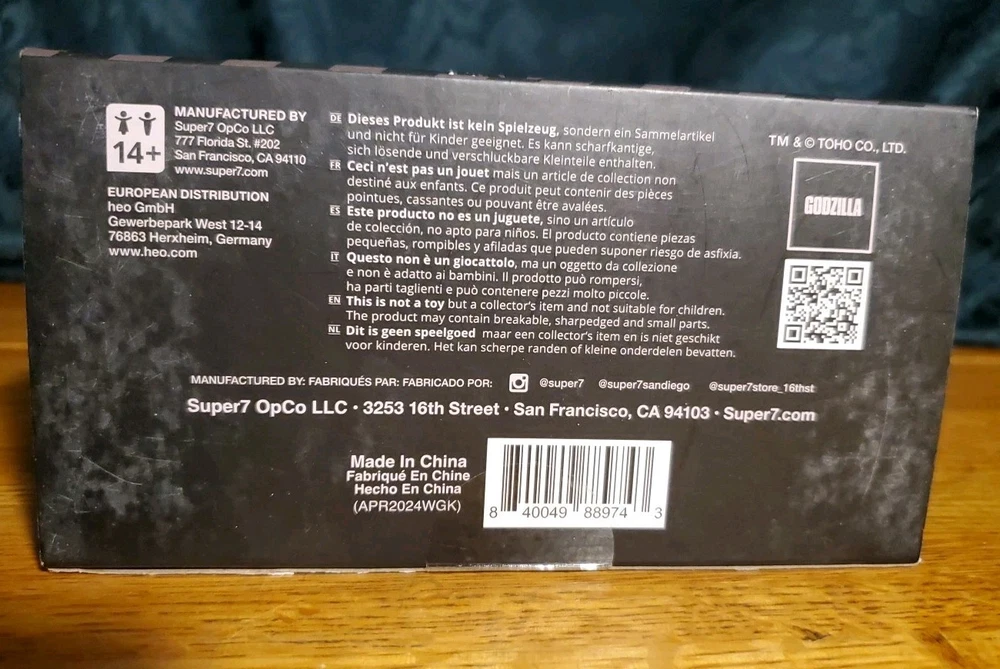 14+
MANUFACTURED BY
Super7 OpCo LLC
777 Florida St. #202
San Francisco, CA 94110
www.super7.com
EUROPEAN DISTRIBUTION
heo GmbH
Gewerbepark West 12-14
76863 Herxheim, Germany
www.heo.com
DE Dieses Produkt ist kein Spielzeug, sondern ein Sammelartikel
und nicht für Kinder geeignet. Es kann scharfkantige,
sich lösende und verschluckbare Kleinteile enthalten.
FR Ceci n'est pas un jouet mais un article de collection non
destiné aux enfants. Ce produit peut contenir des pièces
pointues, cassantes ou pouvant être avalées.
ES Este producto no es un juguete, sino un artículo
de colección, no apto para niños. El producto contiene piezas
pequeñas, rompibles y afiladas que pueden suponer riesgo de asfixia.
IT Questo non è un giocattolo, ma un oggetto da collezione
e non è adatto ai bambini. Il prodotto può rompersi,
ha parti taglienti e può contenere pezzi molto piccole.
EN This is not a toy but a collector's item and not suitable for children.
The product may contain breakable, sharpedged and small parts.
NL Dit is geen speelgoed maar een collector's item en is niet geschikt
voor kinderen. Het kan scherpe randen of kleine onderdelen bevatten.
TM & © TOHO CO., LTD.
GODZILLA
MANUFACTURED BY: FABRIQUÉS PAR: FABRICADO POR: @super7 @super7sandiego @super7store_16thst
Super7 OpCo LLC • 3253 16th Street • San Francisco, CA 94103 • Super7.com
Made In China
Fabriqué En Chine
Hecho En China
(APR2024WGK)
8 40049 88974 3